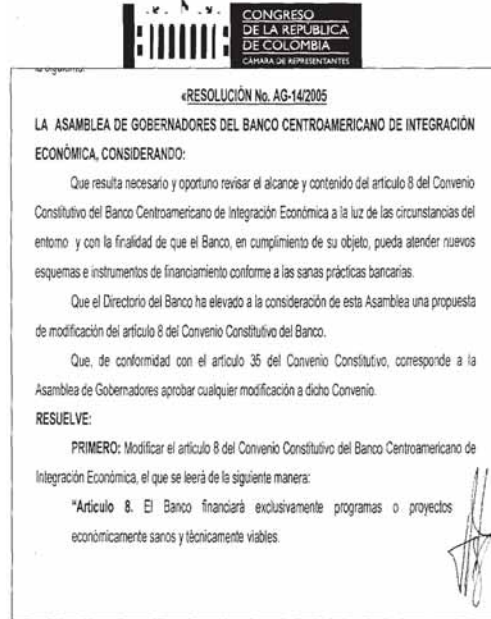 CONGRESO
DE LA REPÚBLICA
DE COLOMBIA
CÁMARA DE REPRESENTANTES
«RESOLUCIÓN No. AG-14/2005
LA ASAMBLEA DE GOBERNADORES DEL BANCO CENTROAMERICANO DE INTEGRACIÓN
ECONÓMICA, CONSIDERANDO:
Que resulta necesario y oportuno revisar el alcance y contenido del artículo 8 del Convenio
Constitutivo del Banco Centroamericano de Integración Económica a la luz de las circunstancias del
entorno y con la finalidad de que el Banco, en cumplimiento de su objeto, pueda atender nuevos
esquemas e instrumentos de financiamiento conforme a las sanas prácticas bancarias.
Que el Directorio del Banco ha elevado a la consideración de esta Asamblea una propuesta
de modificación del artículo 8 del Convenio Constitutivo del Banco.
Que, de conformidad con el artículo 35 del Convenio Constitutivo, corresponde a la
Asamblea de Gobernadores aprobar cualquier modificación a dicho Convenio.
RESUELVE:
PRIMERO: Modificar el artículo 8 del Convenio Constitutivo del Banco Centroamericano de
Integración Económica, el que se leerá de la siguiente manera:
"Artículo 8. El Banco financiará exclusivamente programas o proyectos
económicamente sanos y técnicamente viables.